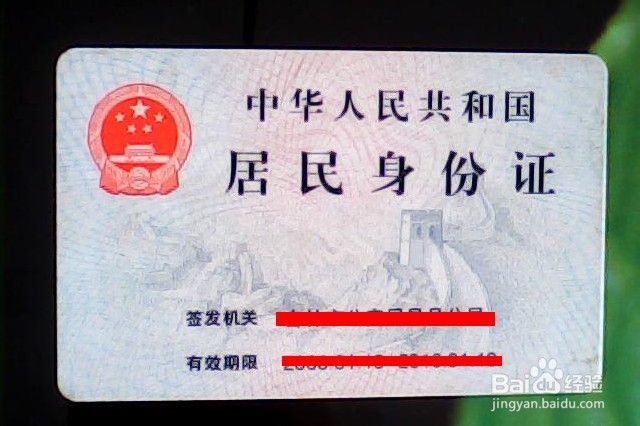 中华人民共和国
居民身份证
签发机关
有效期限
Baidu经验
jingyan.baidu.com